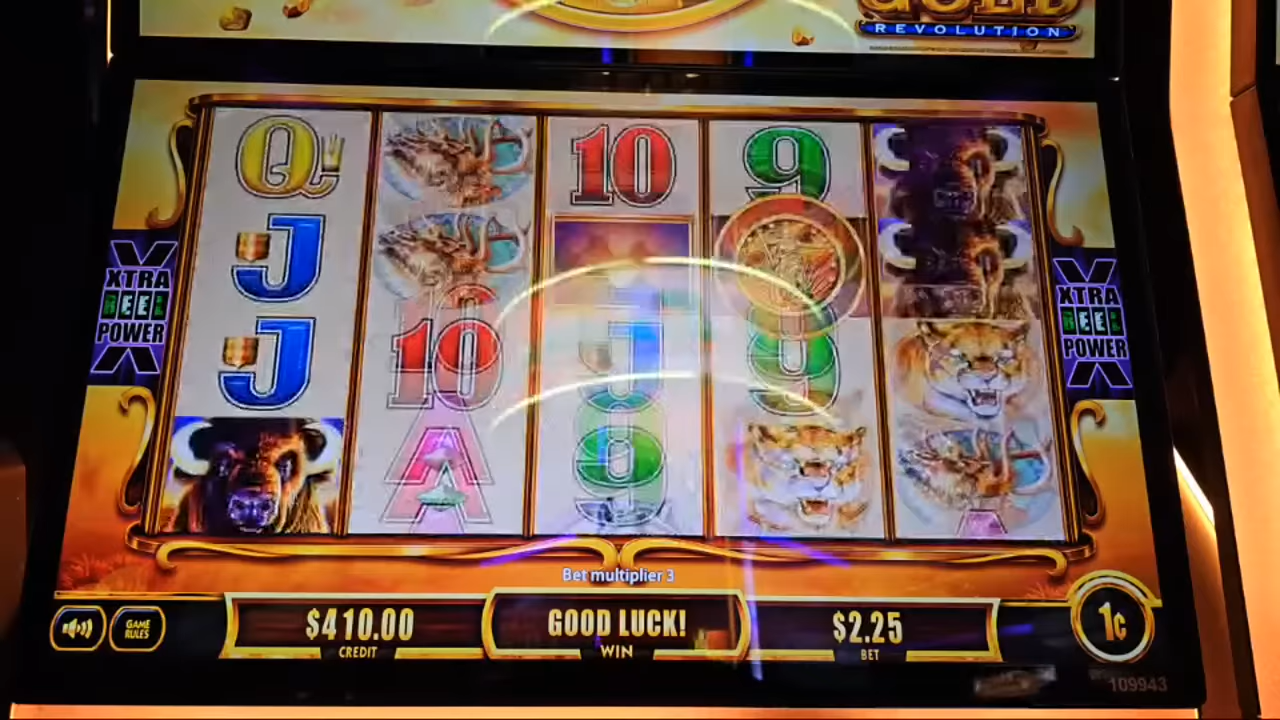 GOLD
REVOLUTION
Q 10 9
XTRA
REEL
POWER
J
XTRA
REEL
POWER
J 10 J 9
A 9
A
Bet multiplier 3
GAME
RULES
$410.00
CREDIT
GOOD LUCK!
WIN
$2.25
BET
1¢
109943